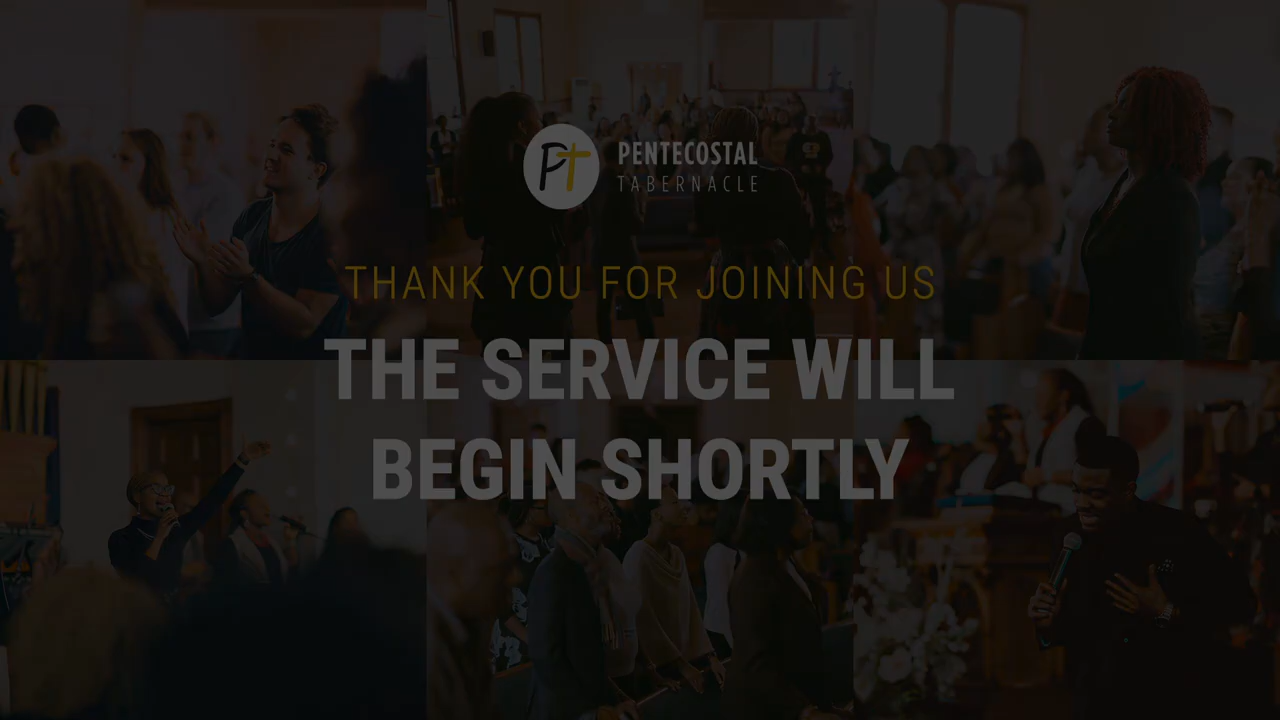 PT
PENTECOSTAL
TABERNACLE
THANK YOU FOR JOINING US
THE SERVICE WILL
BEGIN SHORTLY